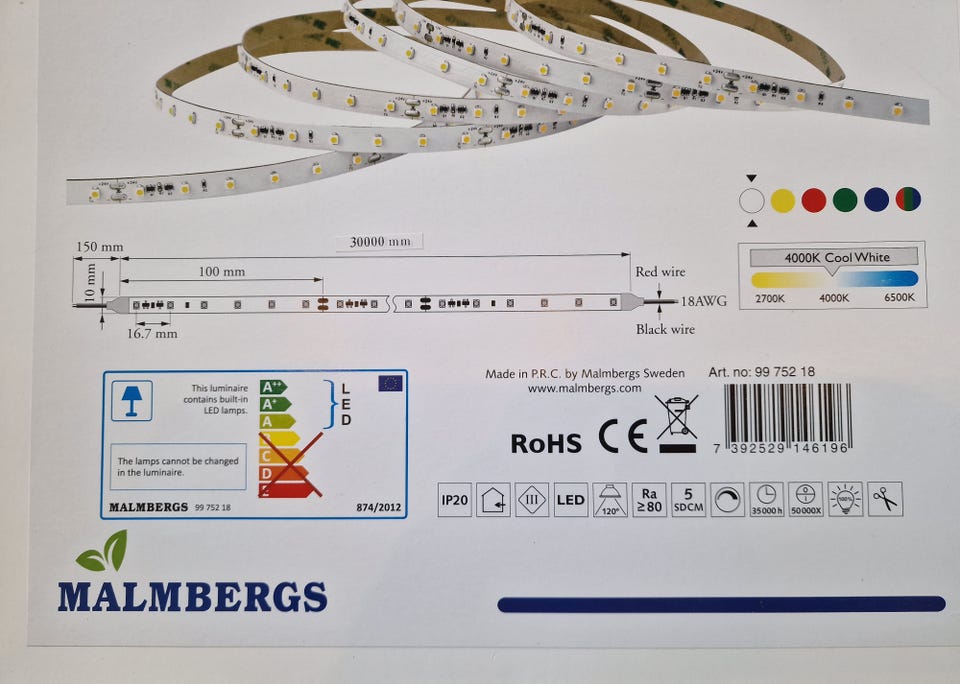 150 mm
30000 mm
100 mm
10 mm
16.7 mm
Red wire
18AWG
Black wire
4000K Cool White
2700K 4000K 6500K
This luminaire
contains built-in
LED lamps.
A++
A+
A
C
D
L
E
D
The lamps cannot be changed
in the luminaire.
MALMBERGS 99 752 18
874/2012
Made in P.R.C. by Malmbergs Sweden
www.malmbergs.com
Art. no: 99 752 18
RoHS CE
7 392529 146196
IP20
III
LED
120°
Ra
≥80
5
SDCM
35000 h
50000X
100%
MALMBERGS